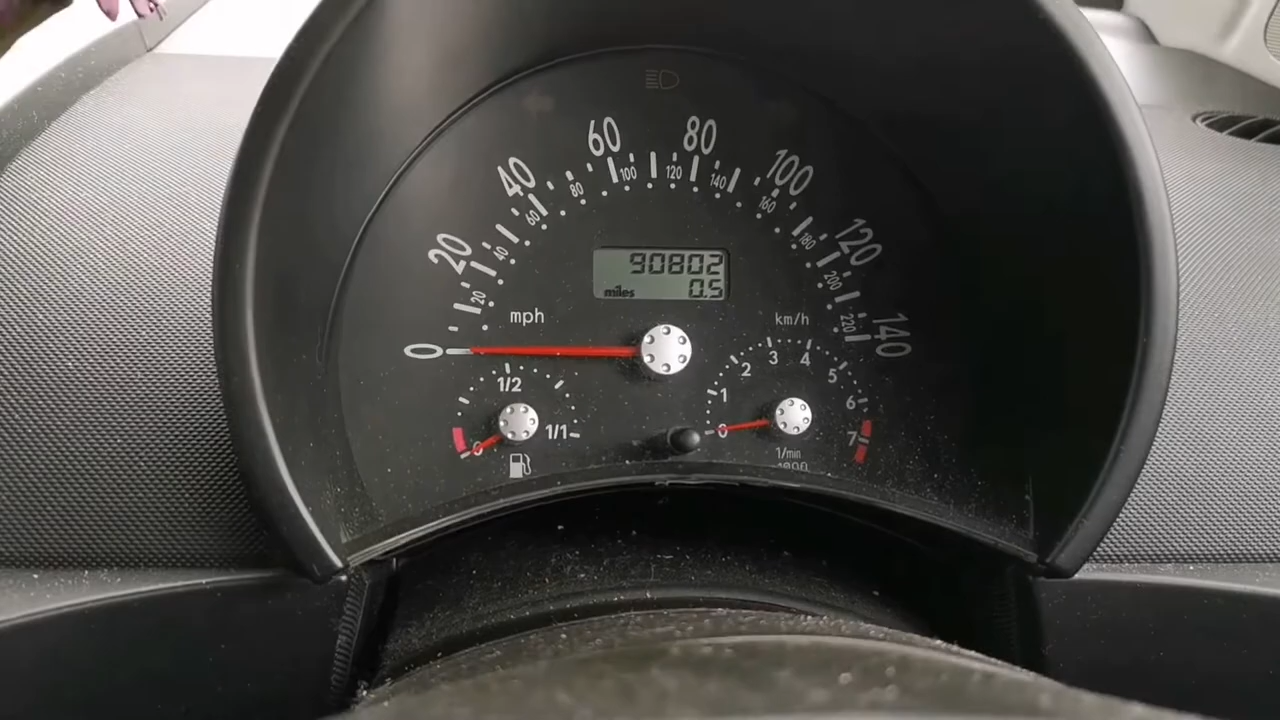 60 80
40 100
20 120
0 140
80 100 120 140
60 160
40 180
20 200
220
90802
miles 0.5
mph km/h
0 1/2 1/1
0 1 2 3 4 5 6 7
1/min